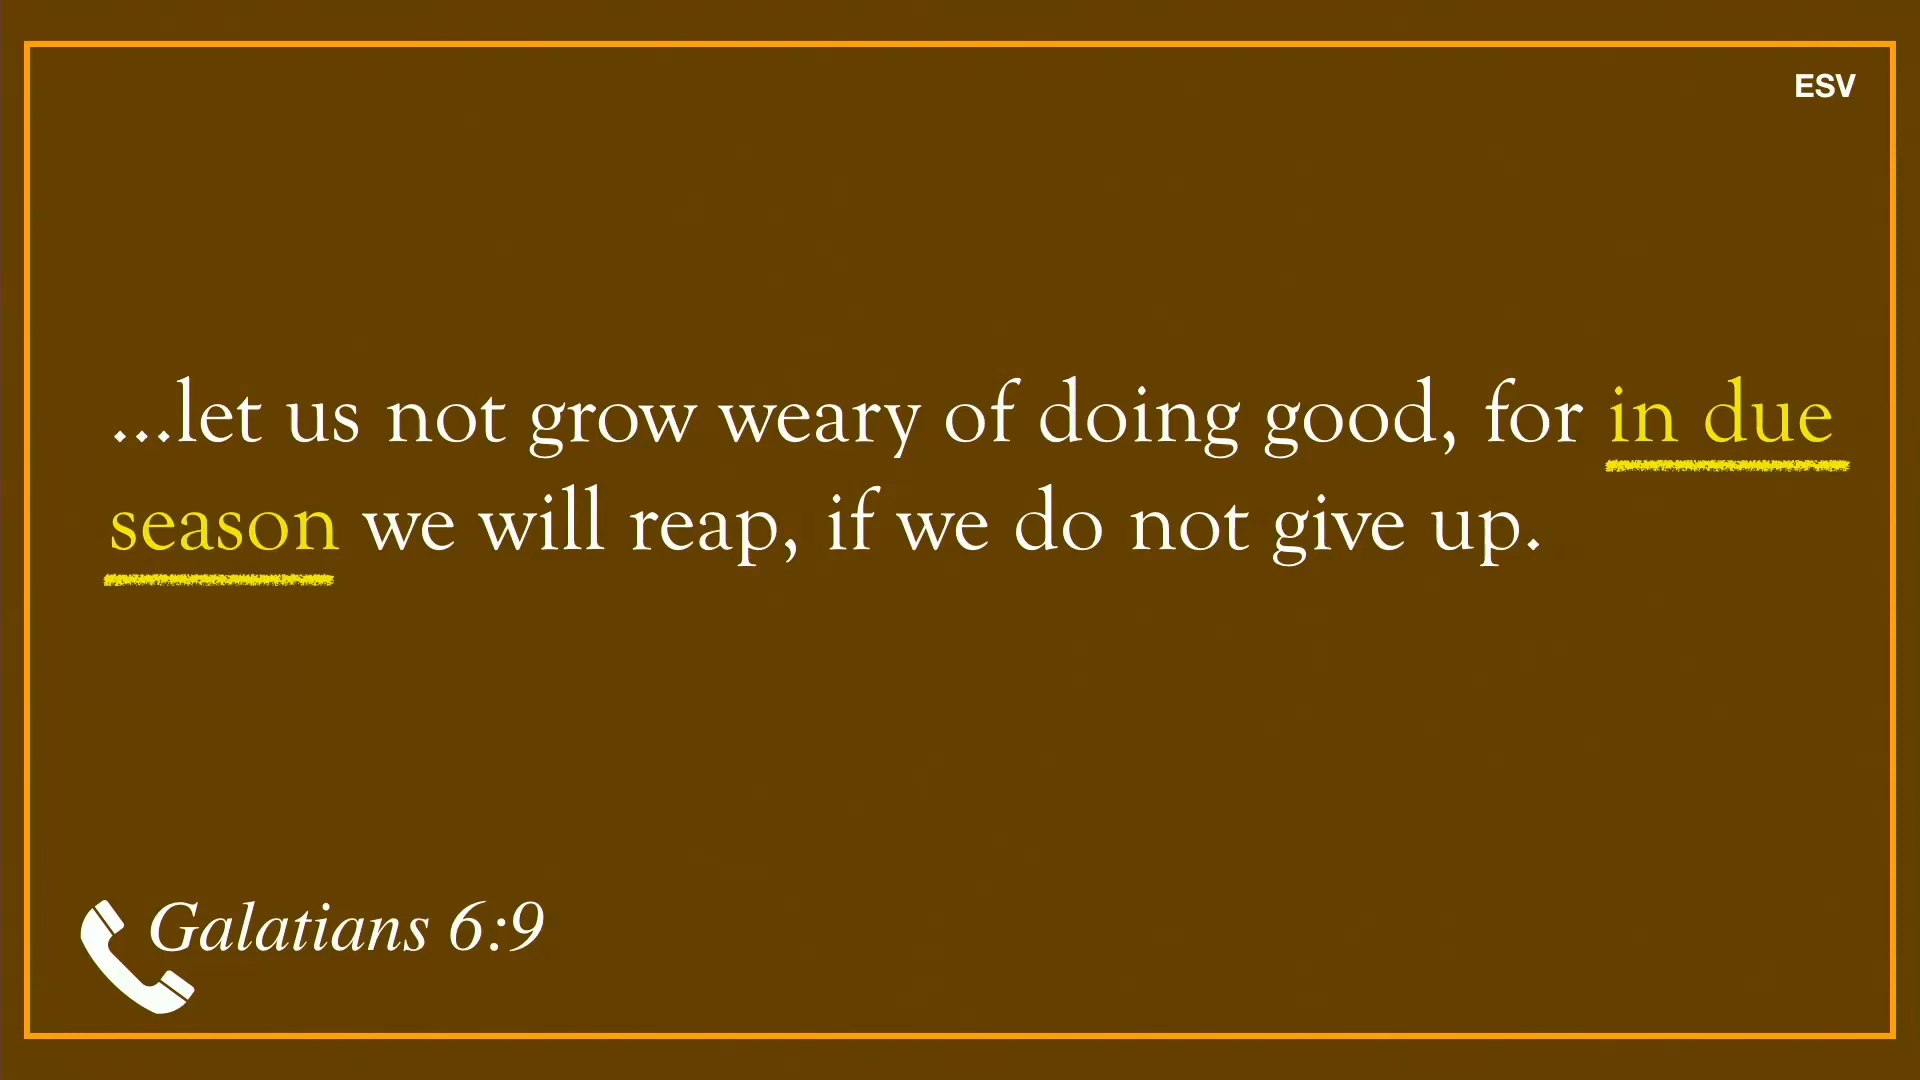 ESV
...let us not grow weary of doing good, for in due
season we will reap, if we do not give up.
Galatians 6:9